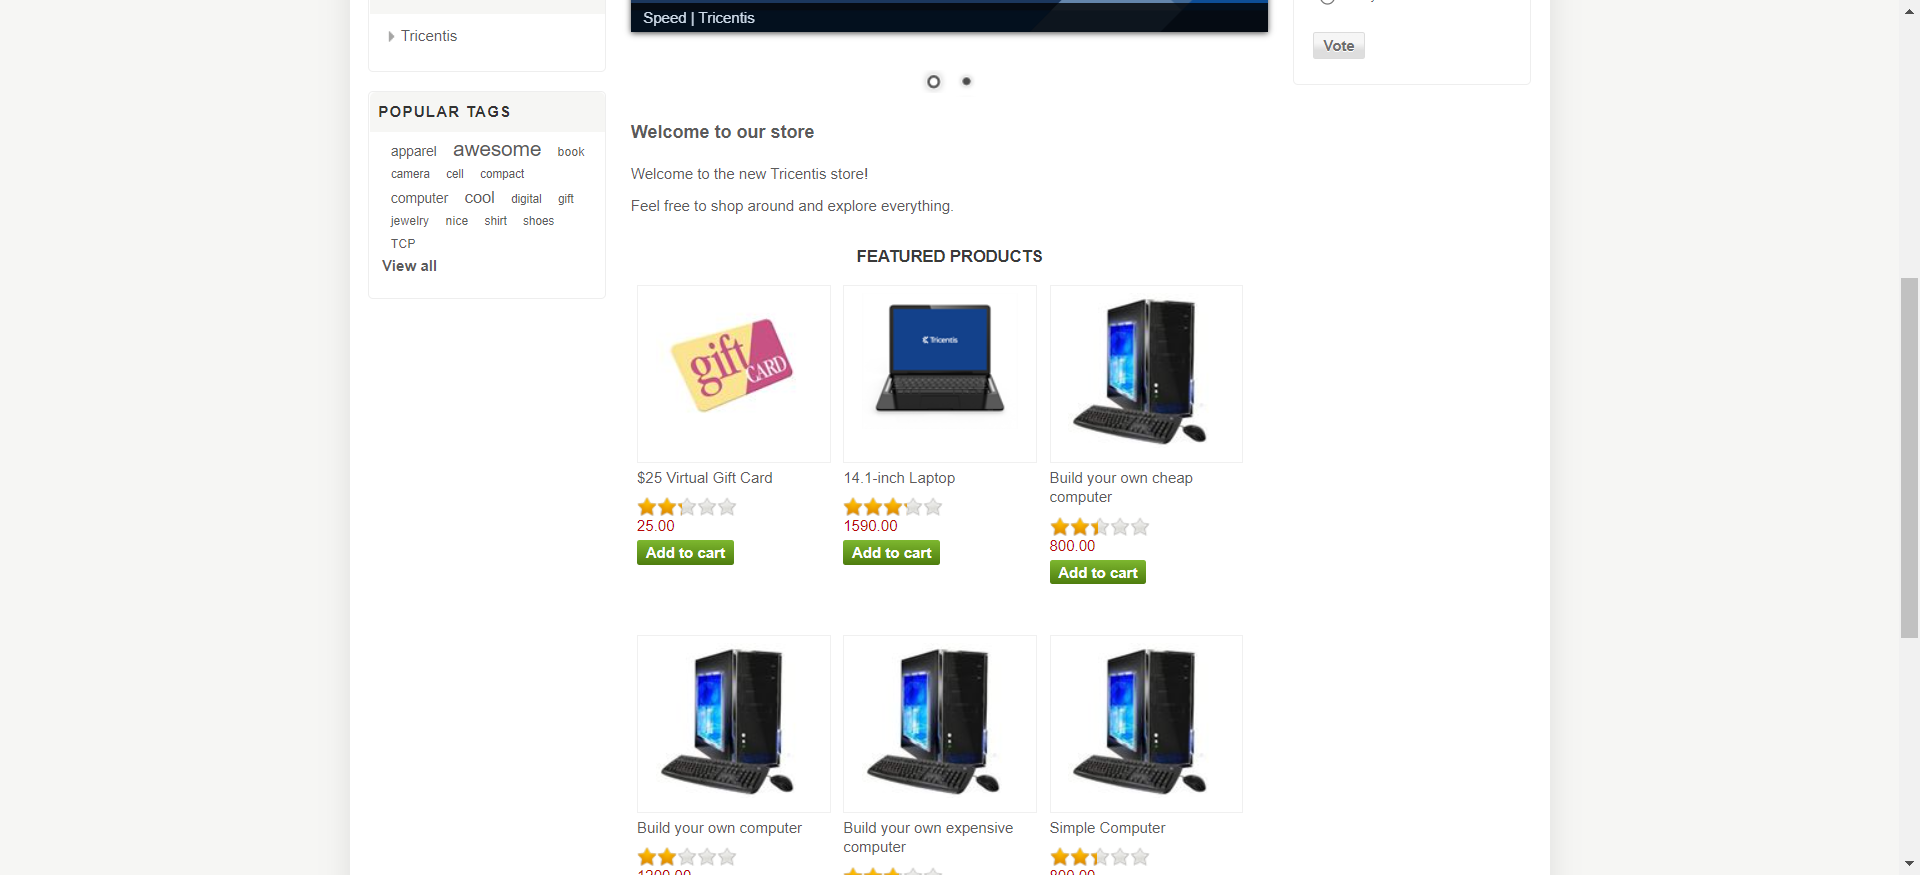 Tricentis
POPULAR TAGS
apparel awesome book
camera cell compact
computer cool digital gift
jewelry nice shirt shoes
TCP
View all
Speed | Tricentis
Welcome to our store
Welcome to the new Tricentis store!
Feel free to shop around and explore everything.
FEATURED PRODUCTS
gift
CARD
$25 Virtual Gift Card
25.00
Add to cart
Tricentis
14.1-inch Laptop
1590.00
Add to cart
Build your own cheap
computer
800.00
Add to cart
Build your own computer
1200.00
Build your own expensive
computer
Simple Computer
800.00
Vote